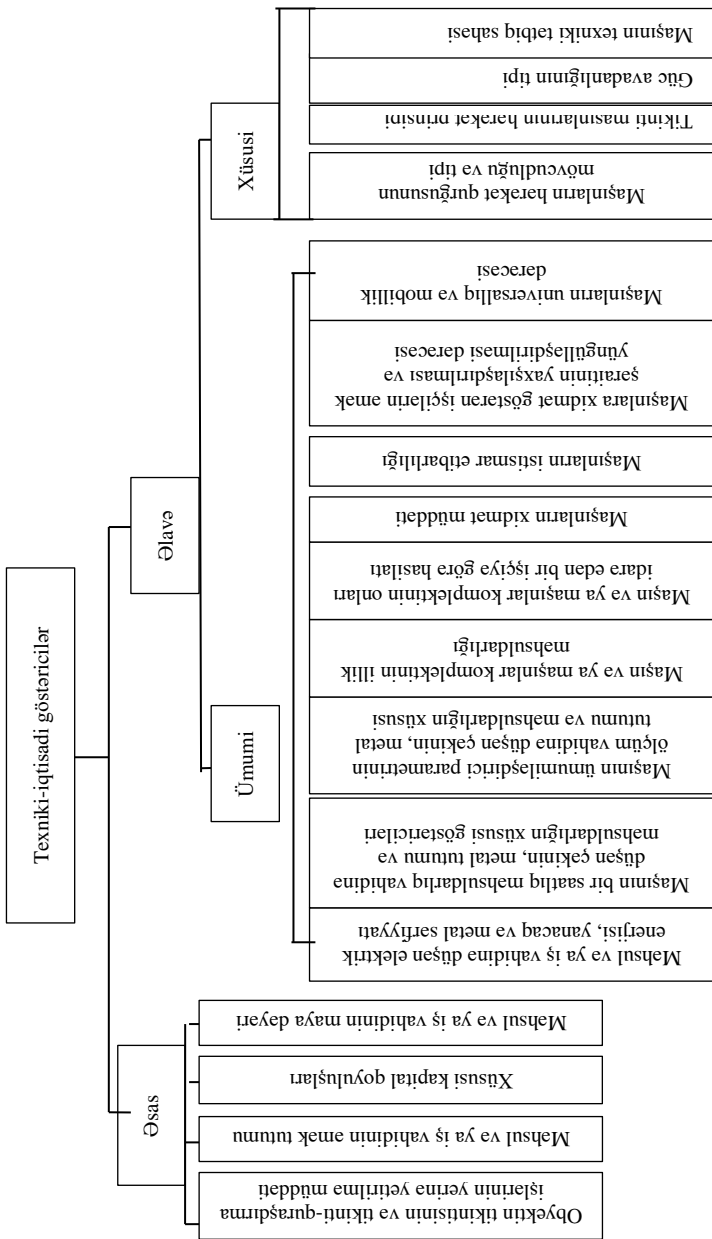 Texniki-iqtisadi göstəricilər
Əsas
Əlavə
Ümumi
Xüsusi
Obyektin tikintisinin və tikinti-quraşdırma
işlərinin yerinə yetirilmə müddəti
Məhsul və ya iş vahidinin əmək tutumu
Xüsusi kapital qoyuluşları
Məhsul və ya iş vahidinin maya dəyəri
Məhsul və ya iş vahidinə düşən elektrik
enerjisi, yanacaq və metal sərfiyyatı
Maşının bir saatlıq məhsuldarlıq vahidinə
düşən çəkinin, metal tutumu və
məhsuldarlığın xüsusi göstəriciləri
Maşının ümumiləşdirici parametrinin
ölçüm vahidinə düşən çəkinin, metal
tutumu və məhsuldarlığın xüsusi
Maşın və ya maşınlar komplektinin illik
məhsuldarlığı
Maşın və ya maşınlar komplektinin onları
idarə edən bir işçiyə görə hasilatı
Maşınların xidmət müddəti
Maşınların istismar etibarlılığı
Maşınlara xidmət göstərən işçilərin əmək
şəraitinin yaxşılaşdırılması və
yüngülləşdirilməsi dərəcəsi
Maşınların universallıq və mobillik
dərəcəsi
Maşınların hərəkət qurğusunun
mövcudluğu və tipi
Tikinti maşınlarının hərəkət prinsipi
Güc avadanlığının tipi
Maşının texniki tətbiq sahəsi